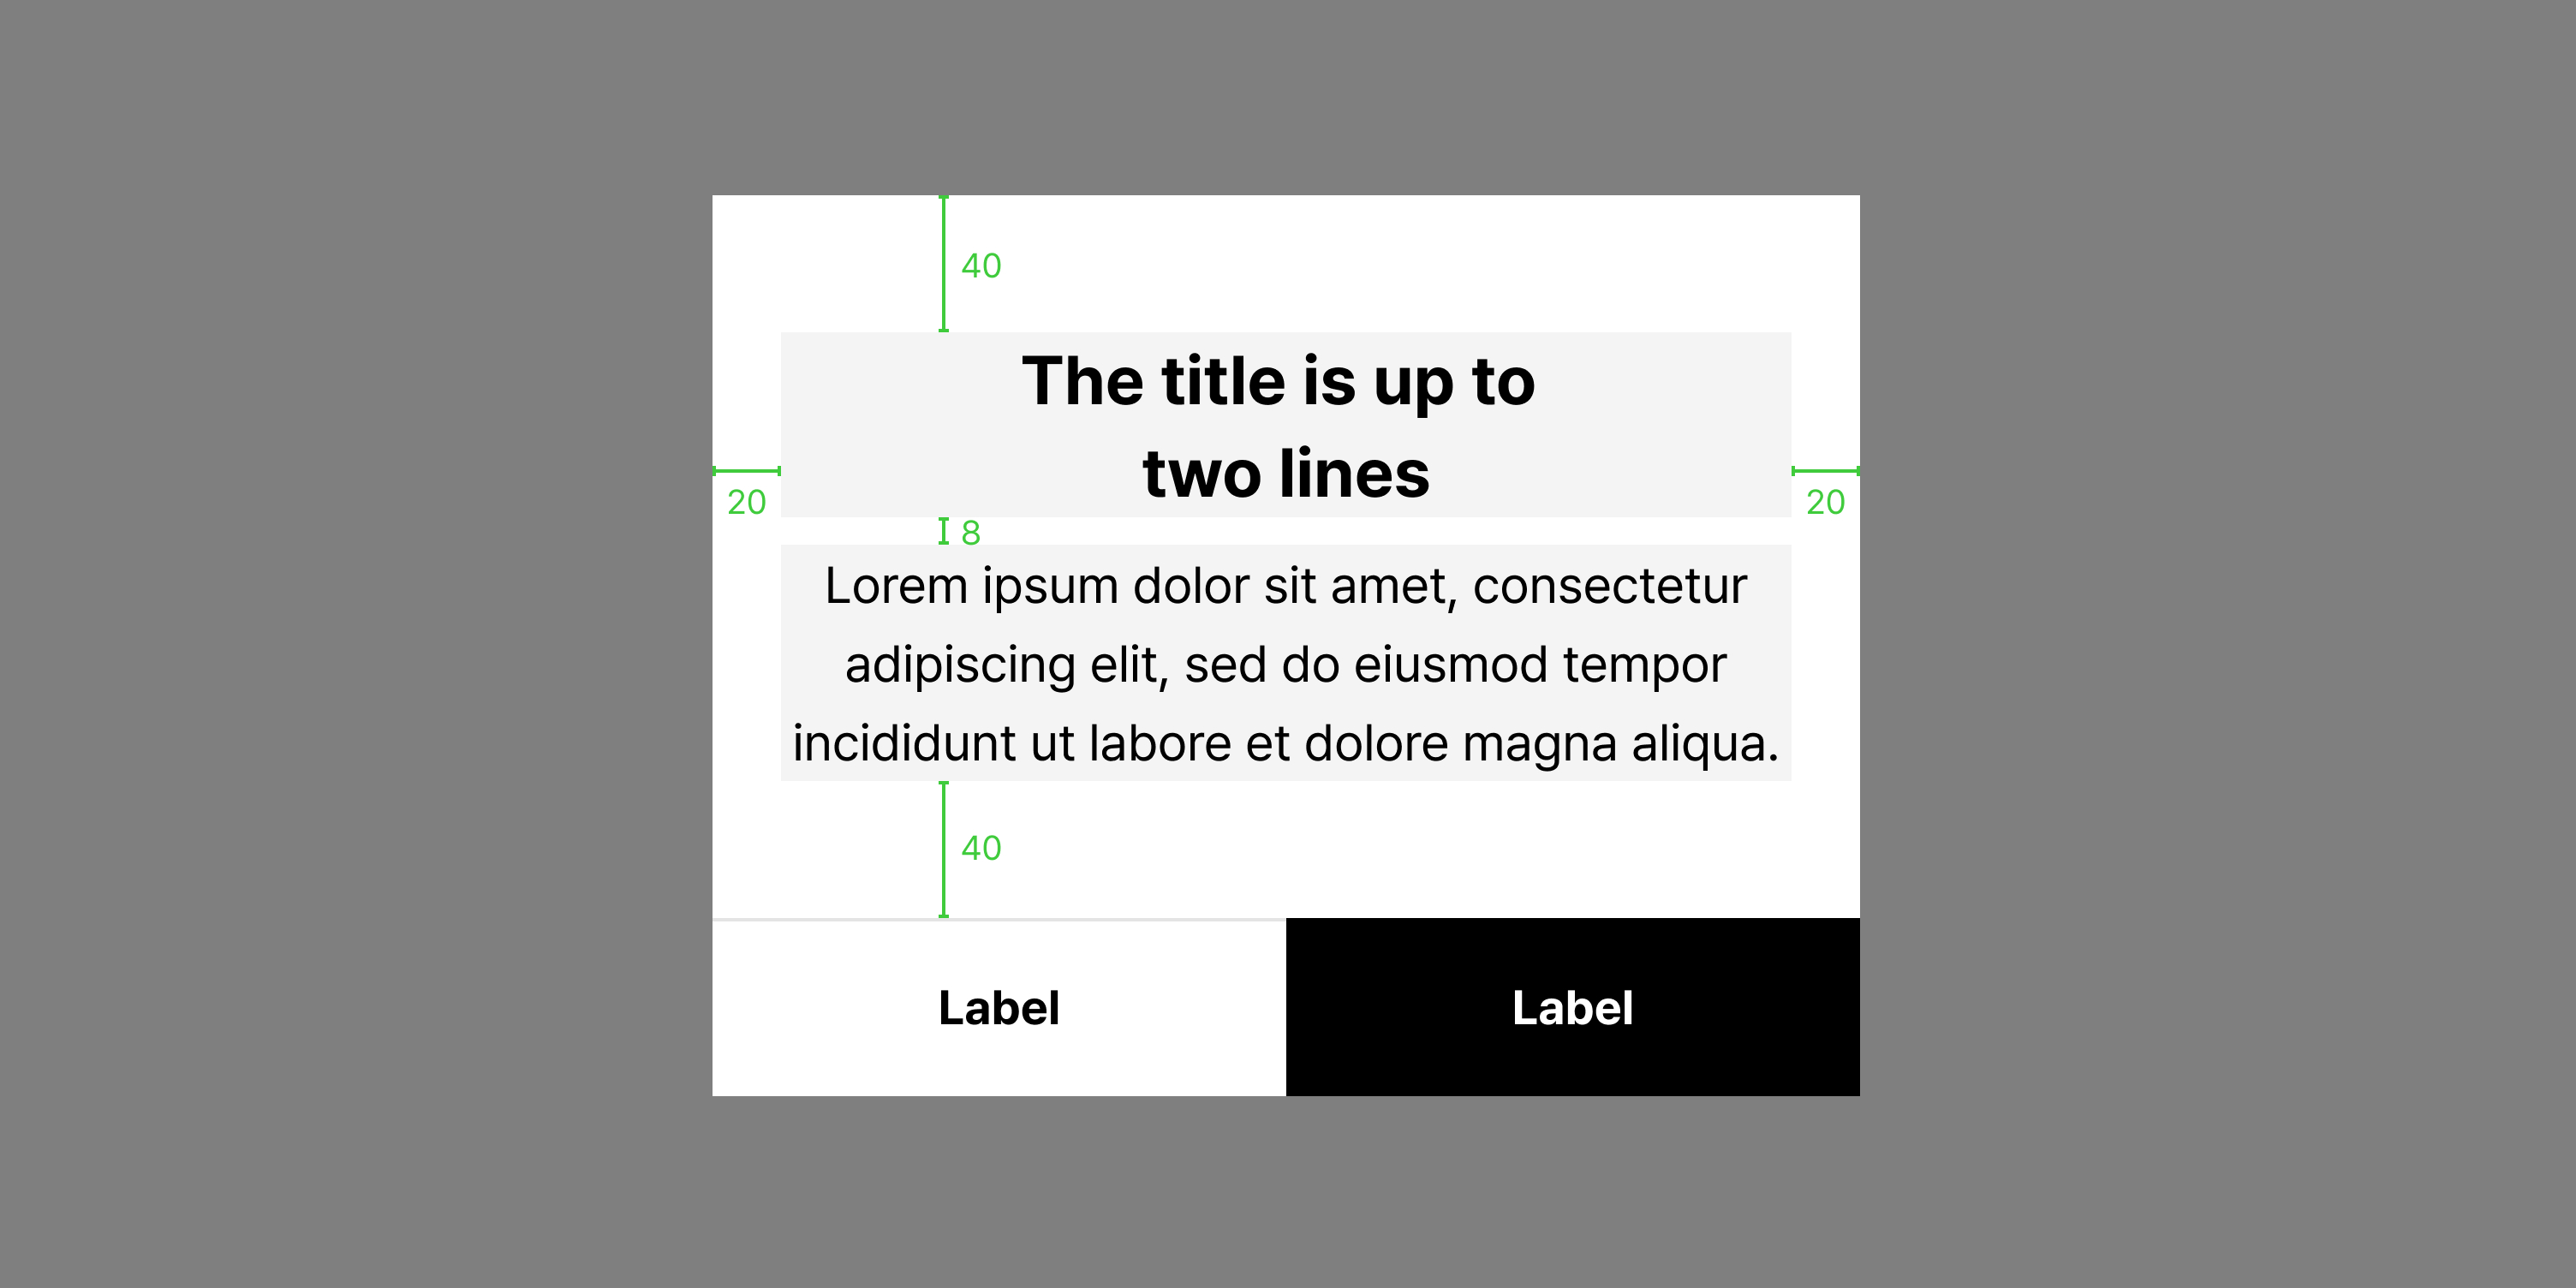 40
The title is up to
two lines
20
20
8
Lorem ipsum dolor sit amet, consectetur
adipiscing elit, sed do eiusmod tempor
incididunt ut labore et dolore magna aliqua.
40
Label
Label